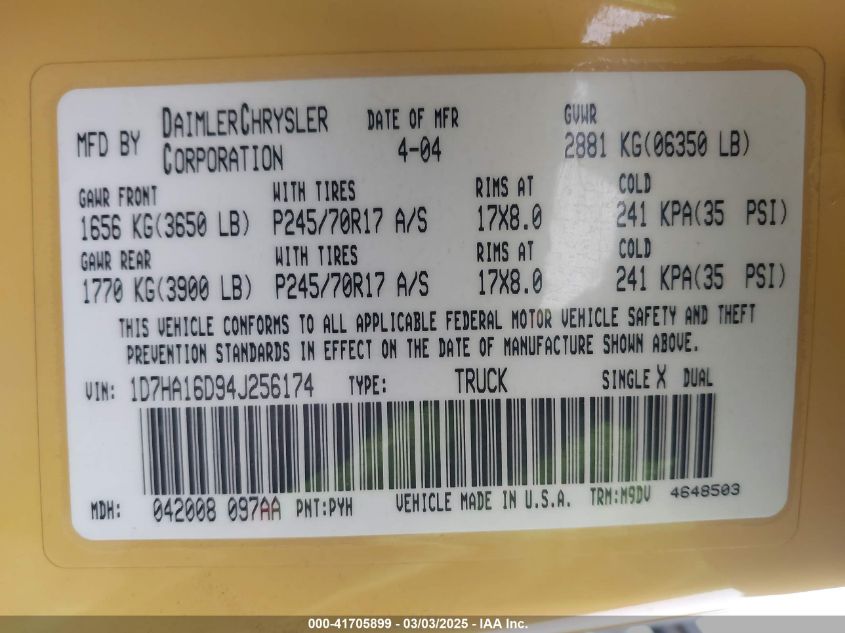 MFD BY DAIMLERCHRYSLER CORPORATION DATE OF MFR 4-04 GVWR 2881 KG(06350 LB)
GAWR FRONT WITH TIRES RIMS AT COLD
1656 KG(3650 LB) P245/70R17 A/S 17X8.0 241 KPA(35 PSI)
GAWR REAR WITH TIRES RIMS AT COLD
1770 KG(3900 LB) P245/70R17 A/S 17X8.0 241 KPA(35 PSI)
THIS VEHICLE CONFORMS TO ALL APPLICABLE FEDERAL MOTOR VEHICLE SAFETY AND THEFT
PREVENTION STANDARDS IN EFFECT ON THE DATE OF MANUFACTURE SHOWN ABOVE.
VIN: 1D7HA16D94J256174 TYPE: TRUCK SINGLE X DUAL
MDH: 042008 097AA PNT:PYH VEHICLE MADE IN U.S.A. TRM:M9DV 4648503
000-41705899 - 03/03/2025 - IAA Inc.